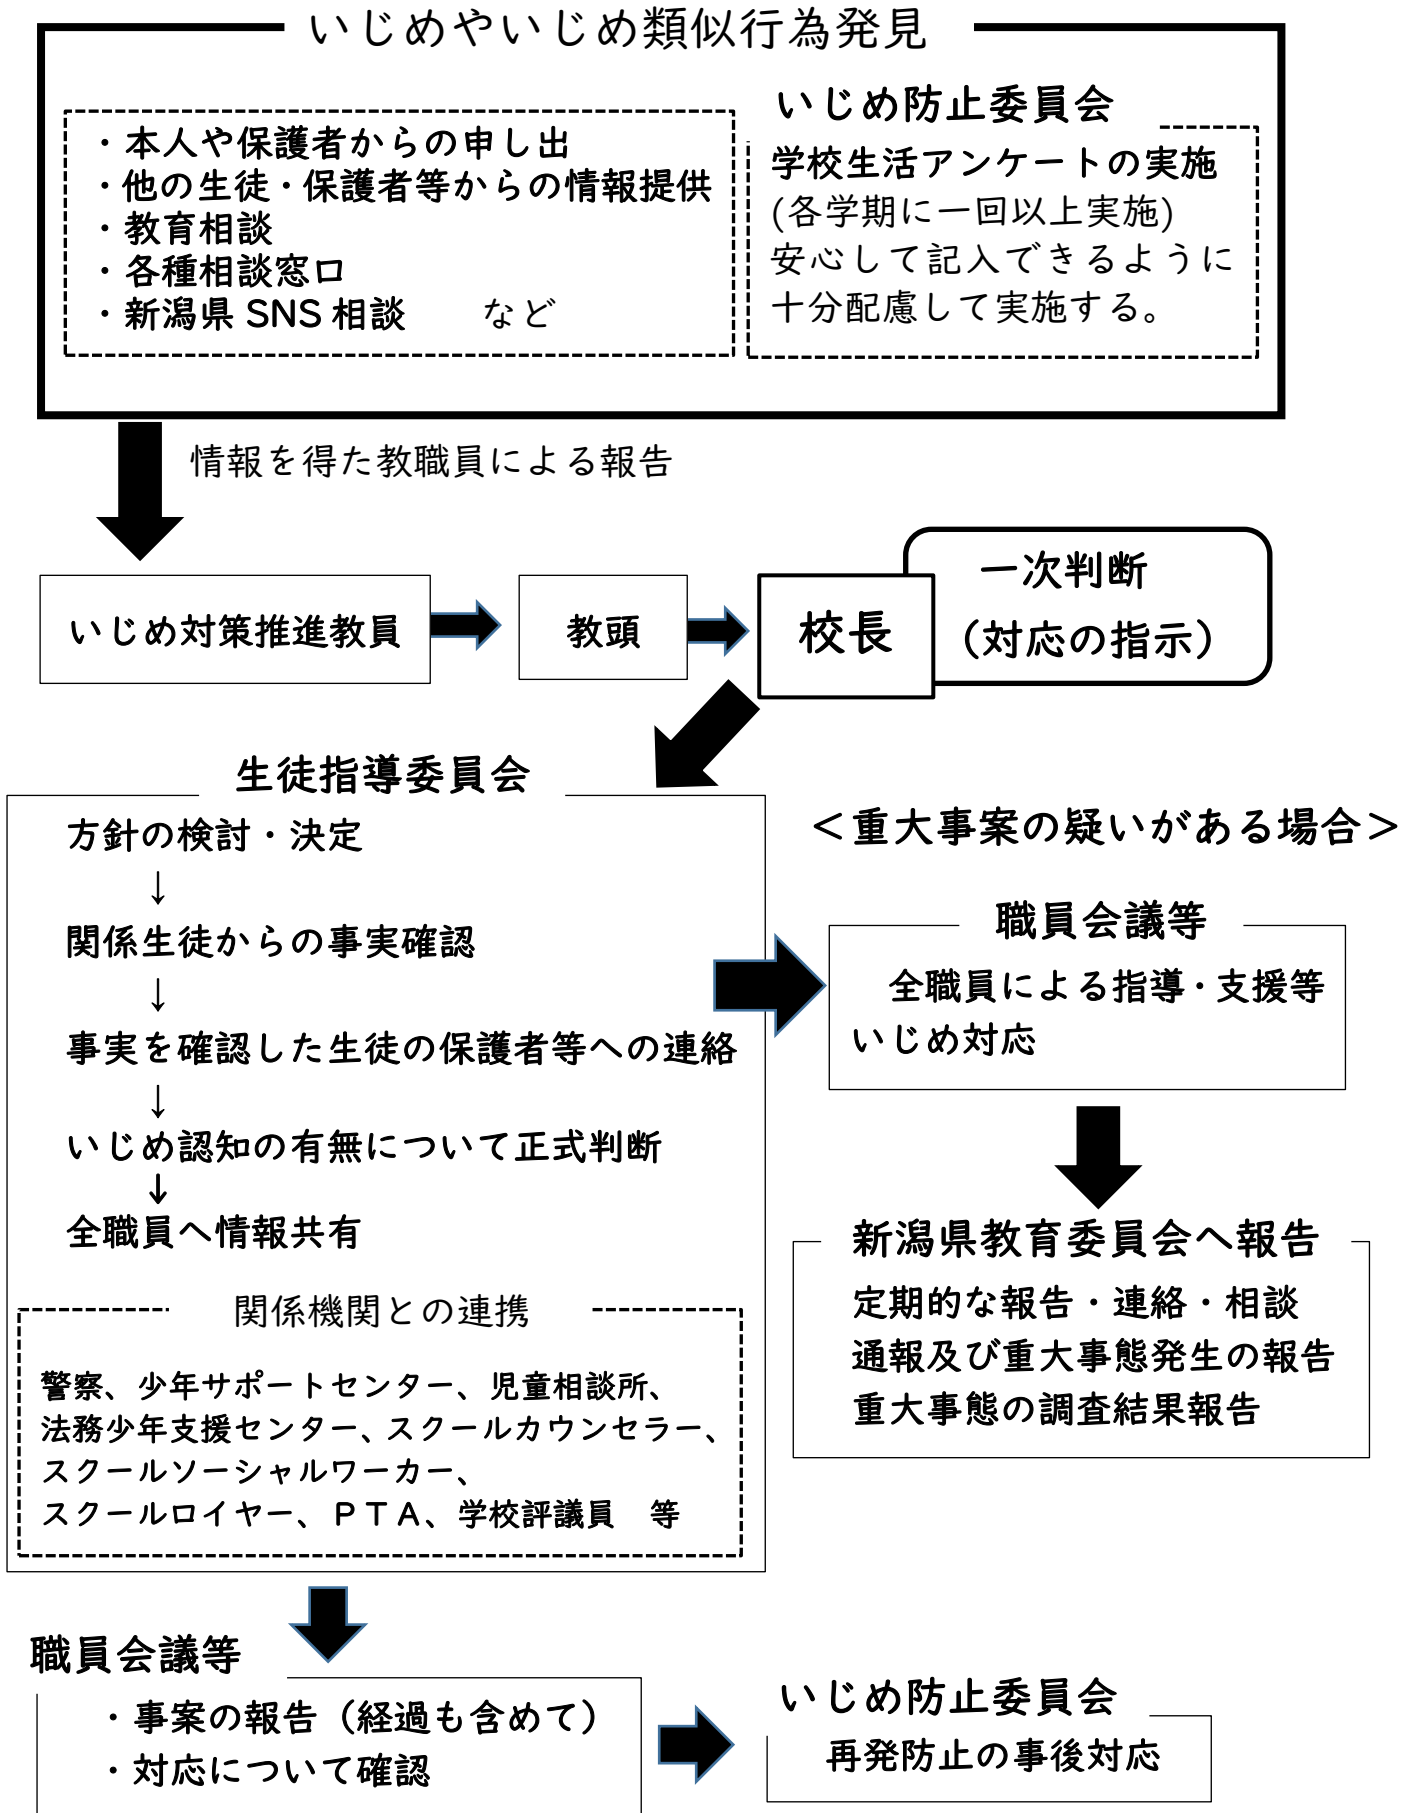 いじめやいじめ類似行為発見
・本人や保護者からの申し出
・他の生徒・保護者等からの情報提供
・教育相談
・各種相談窓口
・新潟県 SNS 相談　　など
いじめ防止委員会
学校生活アンケートの実施
(各学期に一回以上実施)
安心して記入できるように
十分配慮して実施する。
情報を得た教職員による報告
いじめ対策推進教員
教頭
校長
一次判断
（対応の指示）
生徒指導委員会
方針の検討・決定
↓
関係生徒からの事実確認
↓
事実を確認した生徒の保護者等への連絡
↓
いじめ認知の有無について正式判断
↓
全職員へ情報共有
関係機関との連携
警察、少年サポートセンター、児童相談所、
法務少年支援センター、スクールカウンセラー、
スクールソーシャルワーカー、
スクールロイヤー、ＰＴＡ、学校評議員　等
＜重大事案の疑いがある場合＞
職員会議等
全職員による指導・支援等
いじめ対応
新潟県教育委員会へ報告
定期的な報告・連絡・相談
通報及び重大事態発生の報告
重大事態の調査結果報告
職員会議等
・事案の報告（経過も含めて）
・対応について確認
いじめ防止委員会
再発防止の事後対応